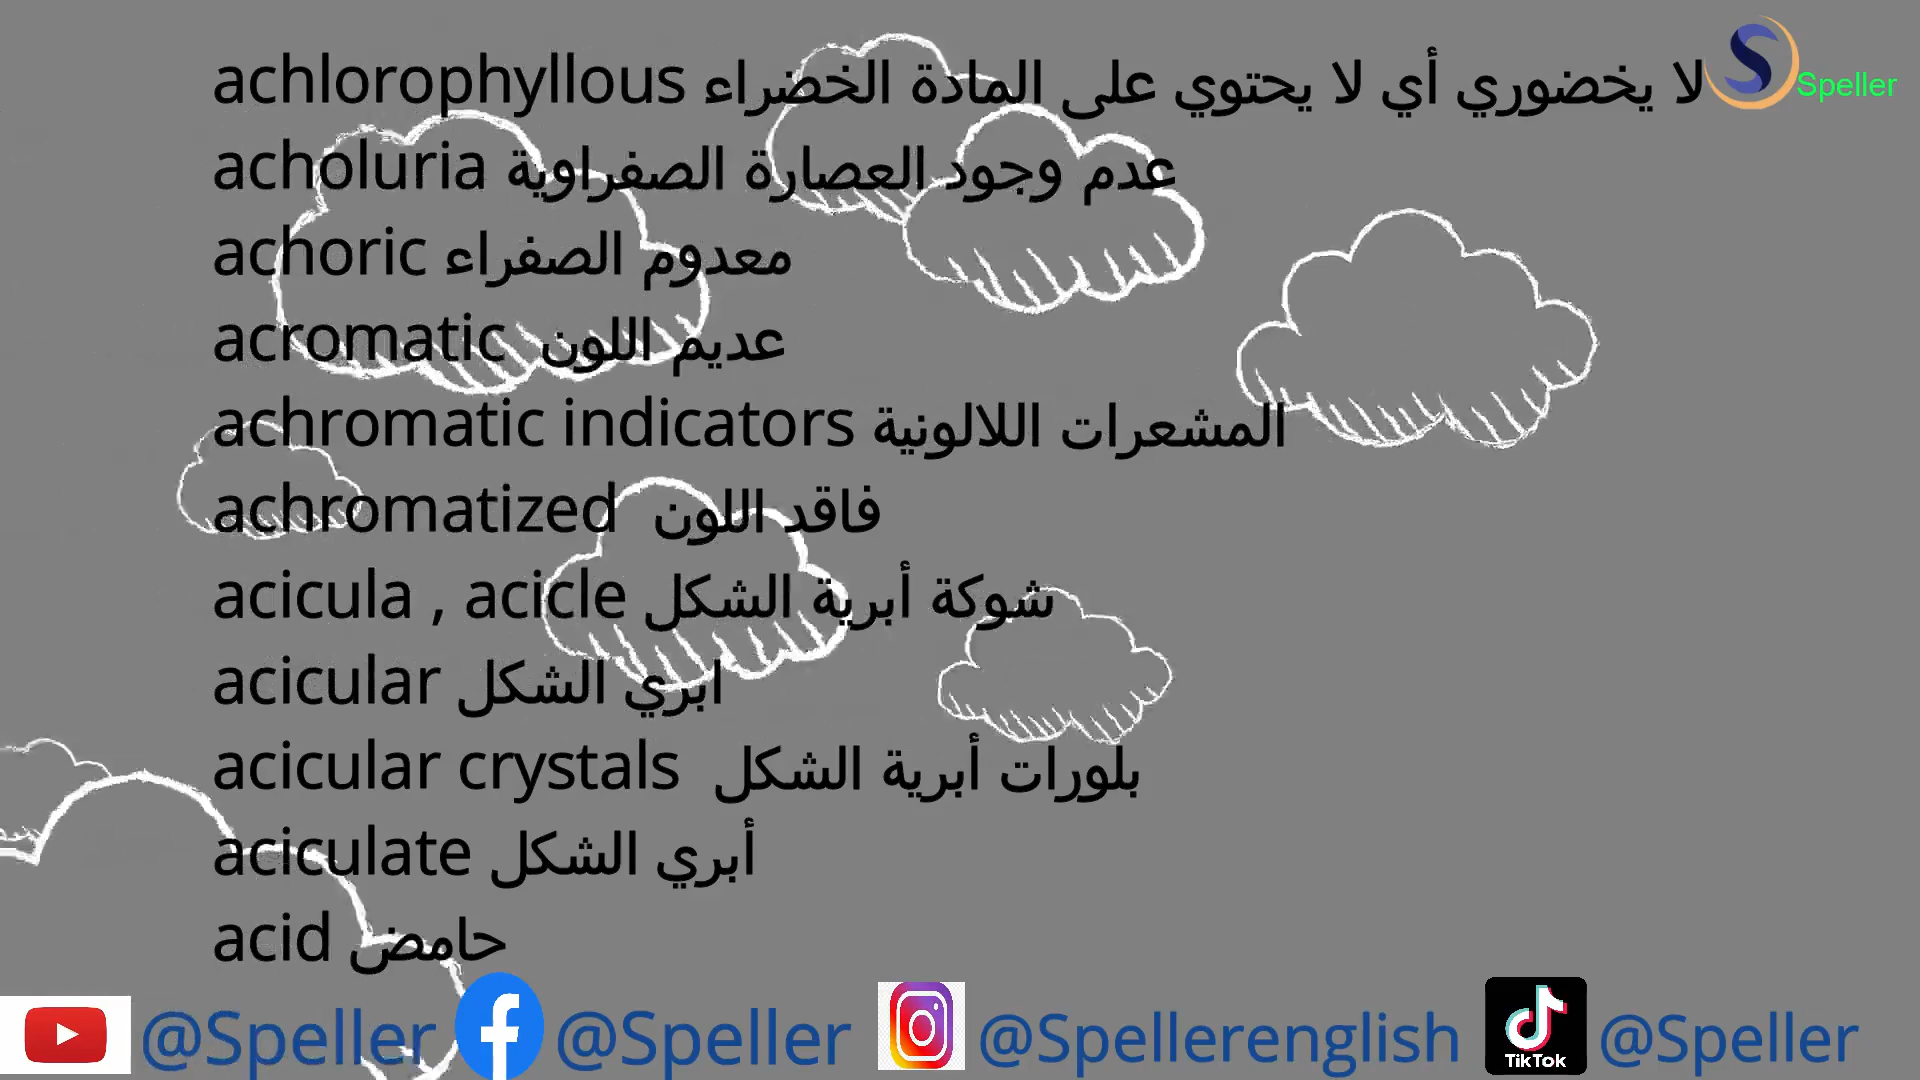 achlorophyllous لا يخضوري أي لا يحتوي على المادة الخضراء
Speller
acholuria عدم وجود العصارة الصفراوية
achoric معدوم الصفراء
acromatic عديم اللون
achromatic indicators المشعرات اللالونية
achromatized فاقد اللون
acicula , acicle شوكة أبرية الشكل
acicular ابري الشكل
acicular crystals بلورات أبرية الشكل
aciculate أبري الشكل
acid حامض
@Speller @Speller @Spellerenglish TikTok @Speller